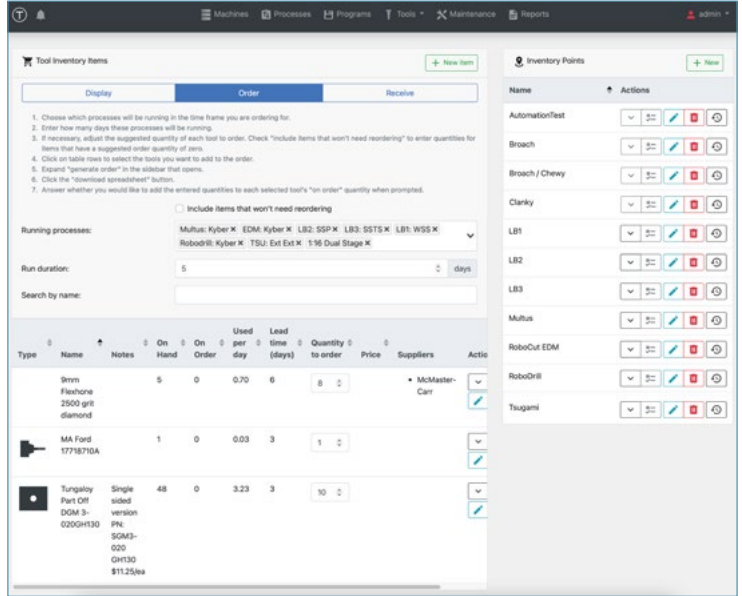 Machines Processes Programs Tools Maintenance Reports admin
Tool Inventory Items
+ New item
Display Order Receive
1. Choose which processes will be running in the time frame you are ordering for.
2. Enter how many days these processes will be running.
3. If necessary, adjust the suggested quantity of each tool to order. Check "include items that won't need reordering" to enter quantities for
items that have a suggested order quantity of zero.
4. Click on table rows to select the tools you want to add to the order.
5. Expand "generate order" in the sidebar that opens.
6. Click the "download spreadsheet" button.
7. Answer whether you would like to add the entered quantities to each selected tool's "on order" quantity when prompted.
Include items that won't need reordering
Running processes:
Multus: Kyber × EDM: Kyber × LB2: SSP × LB3: SSTS × LB1: WSS ×
Robodrill: Kyber × TSU: Ext Ext × 1:16 Dual Stage ×
Run duration:
5
days
Search by name:
Type Name Notes On Hand On Order Used per day Lead time (days) Quantity to order Price Suppliers Actio
9mm Flexhone 2500 grit diamond
5 0 0.70 6 8
• McMaster-Carr
MA Ford 17718710A
1 0 0.03 3 1
Tungaloy Part Off DGM 3-020GH130
Single sided version PN: SGM3-020 GH130 $11.25/ea
48 0 3.23 3 10
Inventory Points
+ New
Name Actions
AutomationTest
Broach
Broach / Chewy
Clanky
LB1
LB2
LB3
Multus
RoboCut EDM
RoboDrill
Tsugami